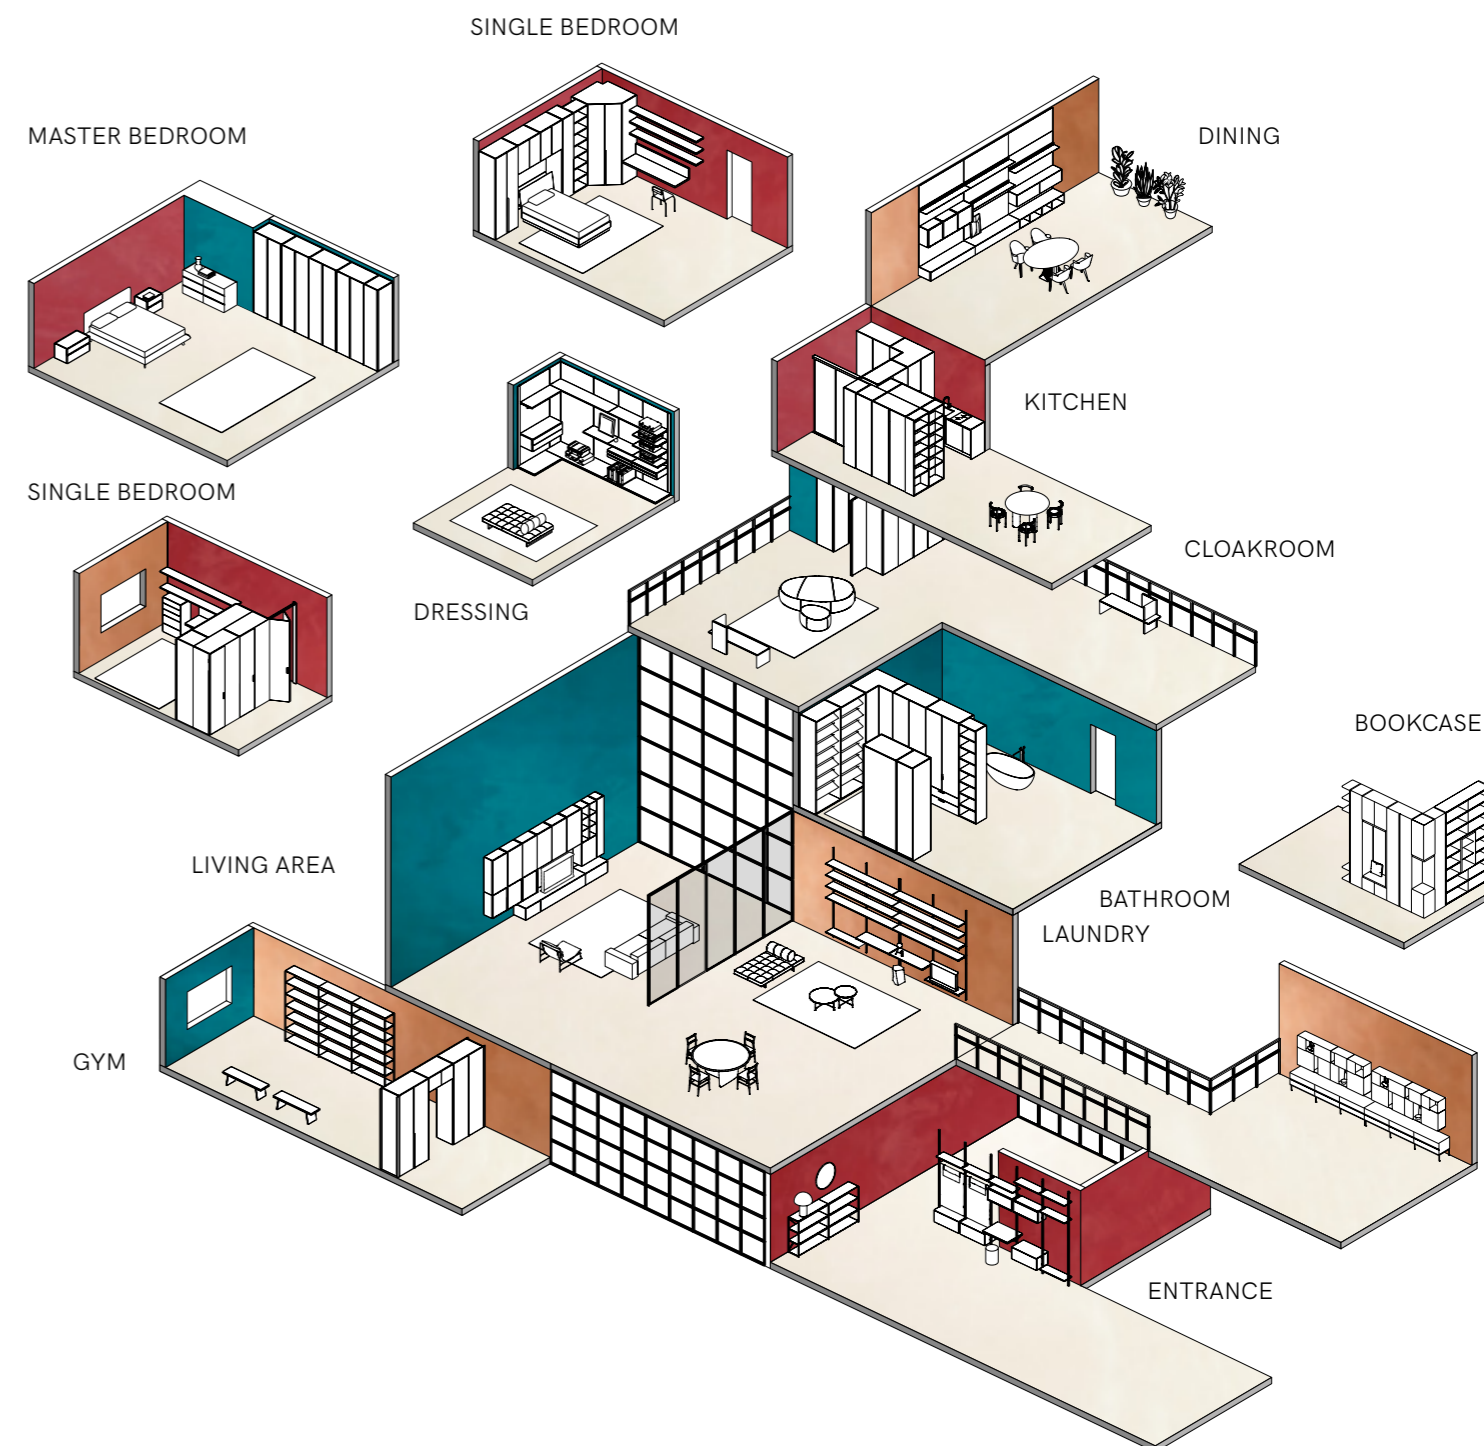 SINGLE BEDROOM
MASTER BEDROOM
DINING
KITCHEN
SINGLE BEDROOM
CLOAKROOM
DRESSING
BOOKCASE
LIVING AREA
BATHROOM
LAUNDRY
GYM
ENTRANCE